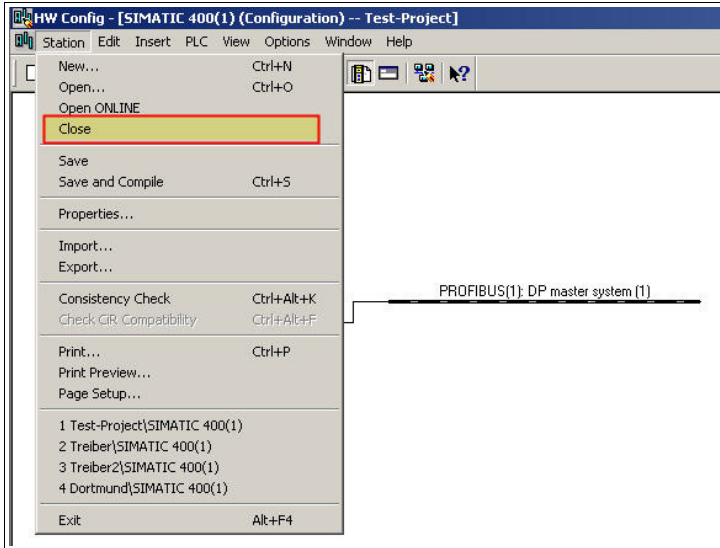 HW Config - [SIMATIC 400(1) (Configuration) -- Test-Project]
Station Edit Insert PLC View Options Window Help
New... Ctrl+N
Open... Ctrl+O
Open ONLINE
Close
Save
Save and Compile Ctrl+S
Properties...
Import...
Export...
Consistency Check Ctrl+Alt+K
Check CiR Compatibility Ctrl+Alt+F
Print... Ctrl+P
Print Preview...
Page Setup...
1 Test-Project\SIMATIC 400(1)
2 Treiber\SIMATIC 400(1)
3 Treiber2\SIMATIC 400(1)
4 Dortmund\SIMATIC 400(1)
Exit Alt+F4
PROFIBUS(1): DP master system (1)